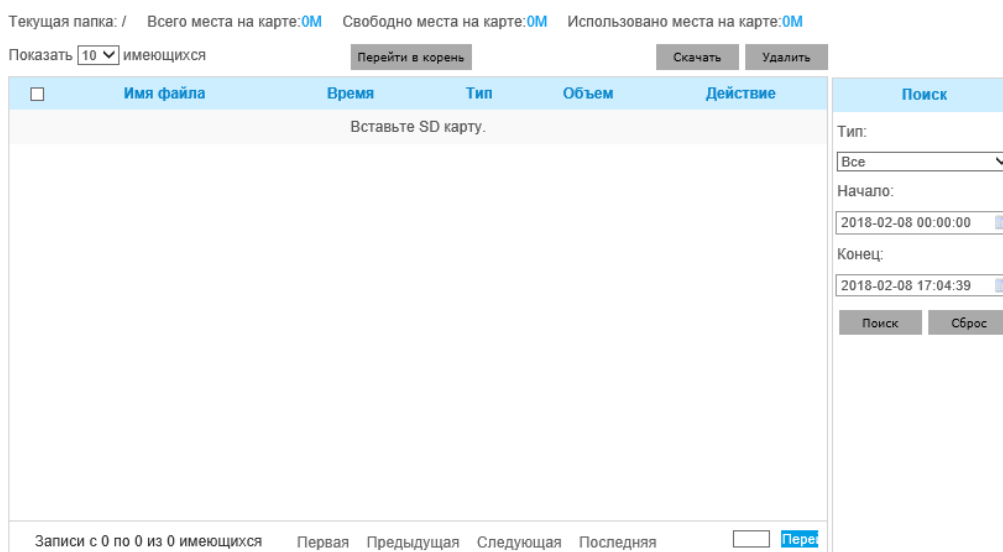 Текущая папка: / Всего места на карте:0M Свободно места на карте:0M Использовано места на карте:0M
Показать 10 имеющихся Перейти в корень Скачать Удалить
Имя файла Время Тип Объем Действие Поиск
Вставьте SD карту.
Тип:
Все
Начало:
2018-02-08 00:00:00
Конец:
2018-02-08 17:04:39
Поиск Сброс
Записи с 0 по 0 из 0 имеющихся Первая Предыдущая Следующая Последняя